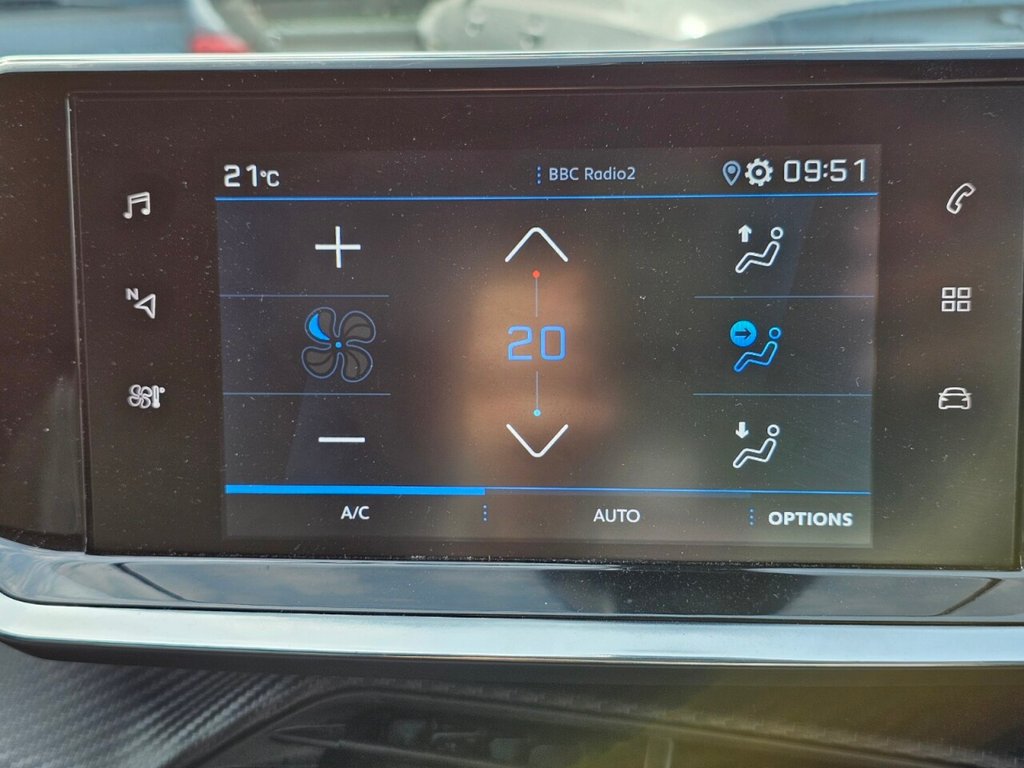 21°C
BBC Radio2
09:51
N
20
A/C
AUTO
OPTIONS